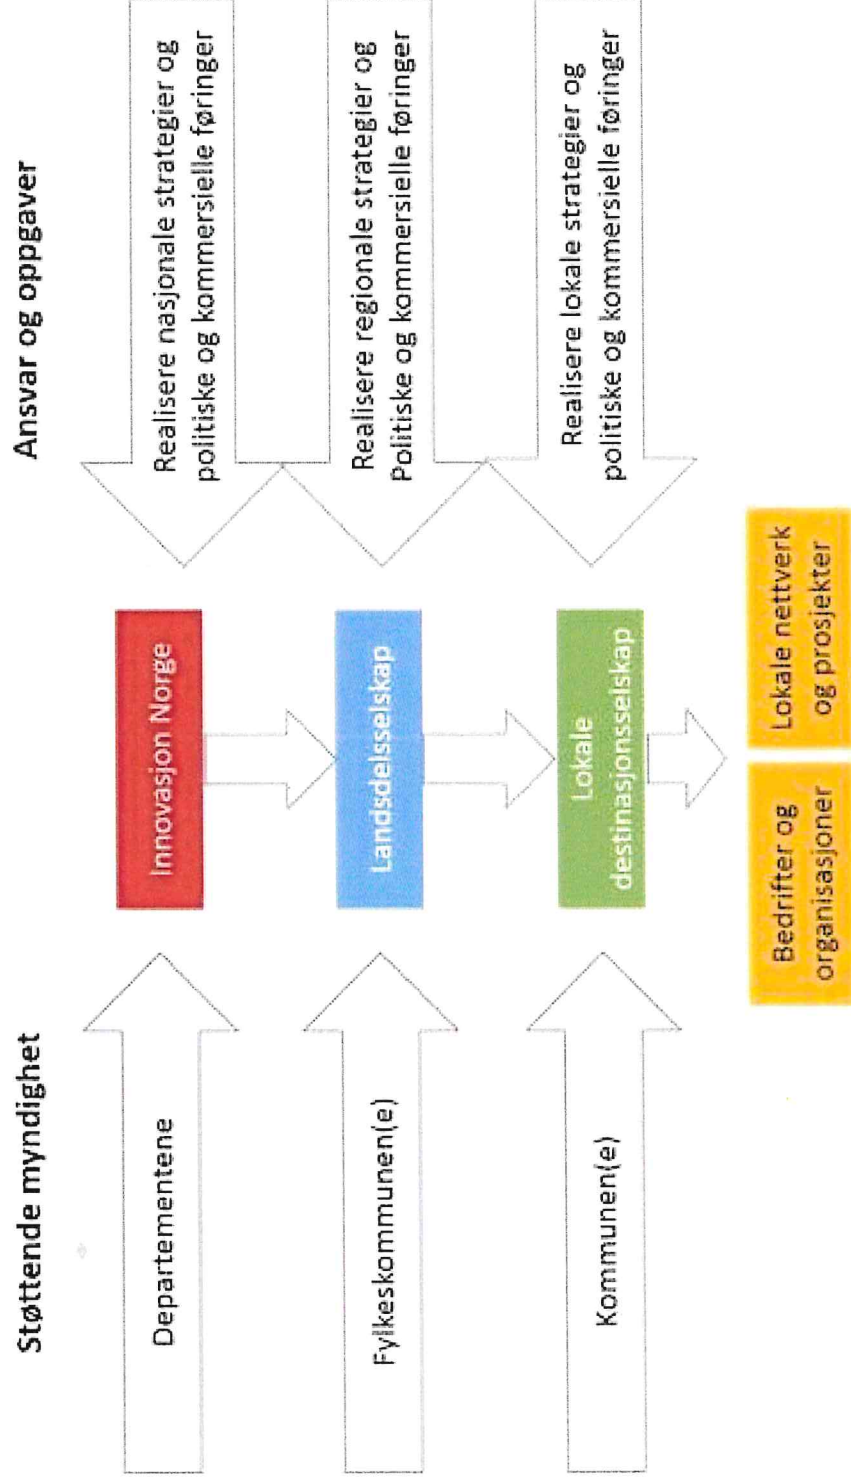 Støttende myndighet
Ansvar og oppgaver
Departementene
Innovasjon Norge
Realisere nasjonale strategier og
politiske og kommersielle føringer
Fylkeskommunen(e)
Landsdelsselskap
Realisere regionale strategier og
Politiske og kommersielle føringer
Kommunen(e)
Lokale
destinasjonsselskap
Realisere lokale strategier og
politiske og kommersielle føringer
Bedrifter og
organisasjoner
Lokale nettverk
og prosjekter